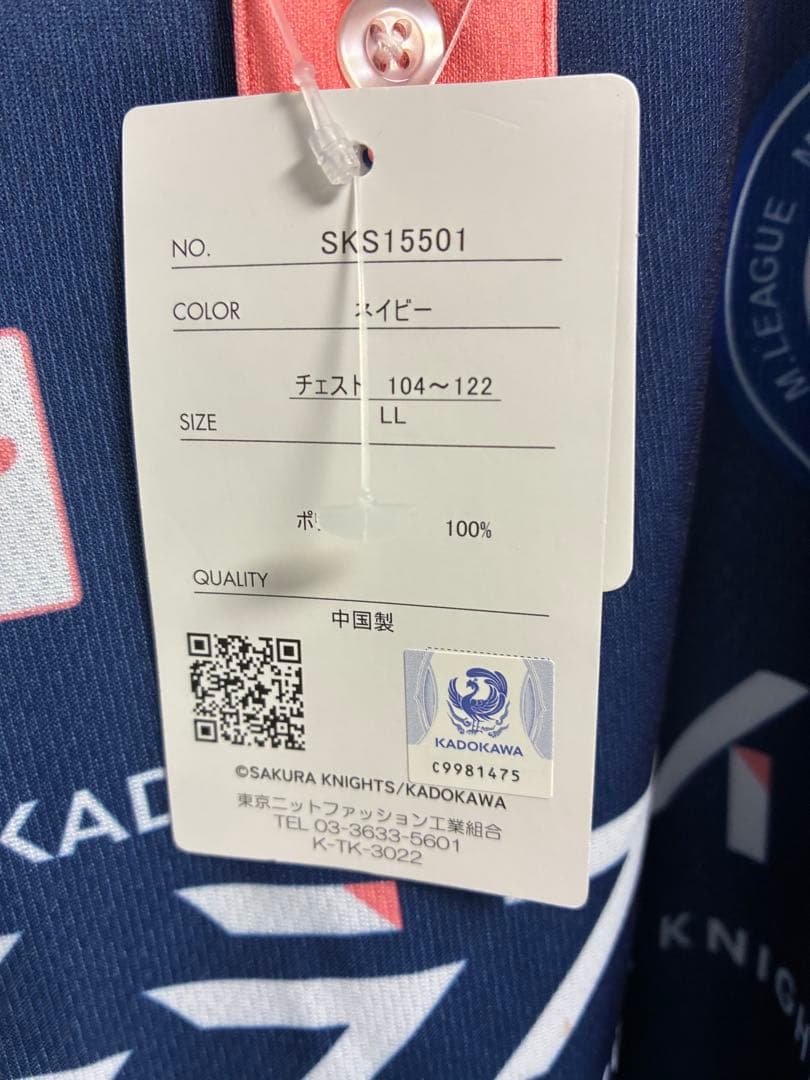 NO. SKS15501
COLOR ネイビー
チェスト 104～122
SIZE LL
100%
QUALITY
中国製
KADOKAWA
C9981475
©SAKURA KNIGHTS/KADOKAWA
東京ニットファッション工業組合
TEL 03-3633-5601
K-TK-3022
M.LEAGUE
KAD
KNIGH